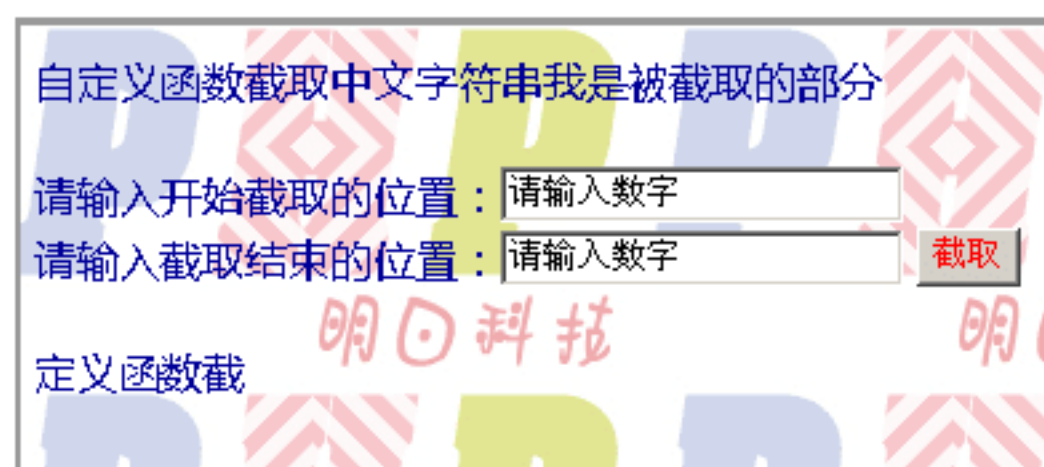 自定义函数截取中文字符串我是被截取的部分
请输入开始截取的位置：请输入数字
请输入截取结束的位置：请输入数字 截取
明日科技 明日
定义函数截